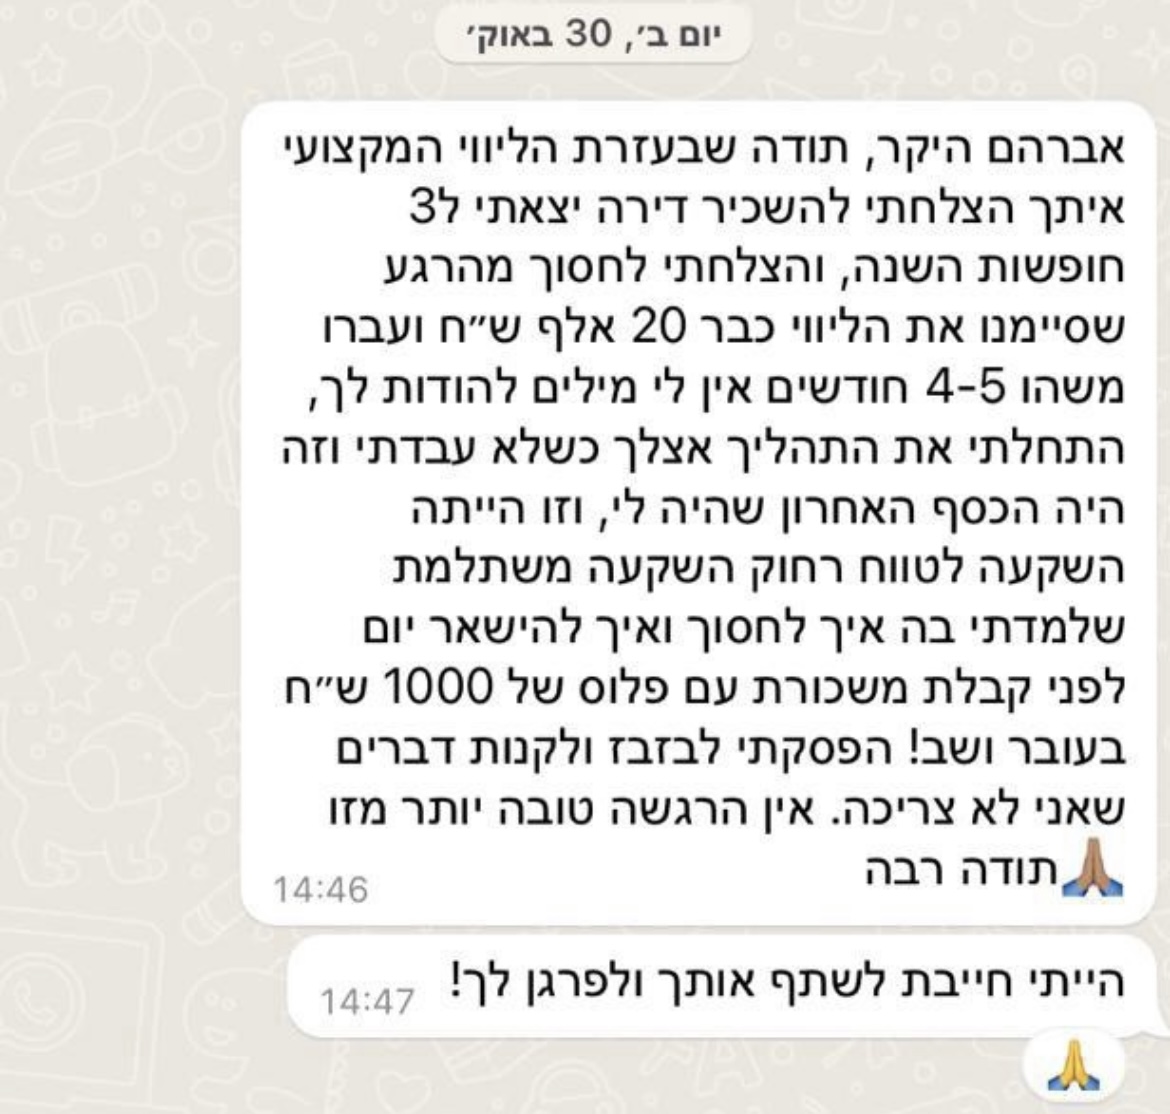 יום ב׳, 30 באוק׳
אברהם היקר, תודה שבעזרת הליווי המקצועי
איתך הצלחתי להשכיר דירה יצאתי ל3
חופשות השנה, והצלחתי לחסוך מהרגע
שסיימנו את הליווי כבר 20 אלף ש״ח ועברו
משהו 4-5 חודשים אין לי מילים להודות לך,
התחלתי את התהליך אצלך כשלא עבדתי וזה
היה הכסף האחרון שהיה לי, וזו הייתה
השקעה לטווח רחוק השקעה משתלמת
שלמדתי בה איך לחסוך ואיך להישאר יום
לפני קבלת משכורת עם פלוס של 1000 ש״ח
בעובר ושב! הפסקתי לבזבז ולקנות דברים
שאני לא צריכה. אין הרגשה טובה יותר מזו
🙏🏽תודה רבה
14:46
הייתי חייבת לשתף אותך ולפרגן לך!
14:47
🙏